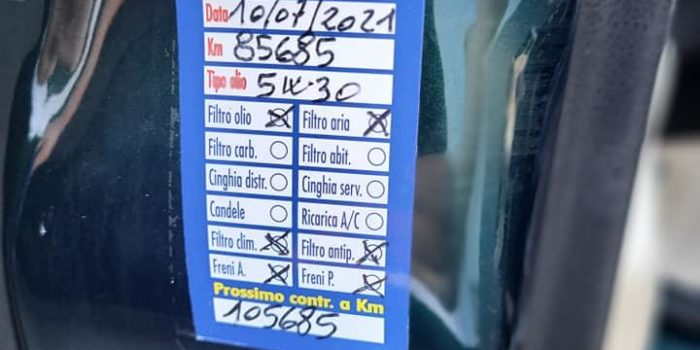 Data 10/07/2021
Km 85685
Tipo olio 5W-30
Filtro olio Filtro aria
Filtro carb. Filtro abit.
Cinghia distr. Cinghia serv.
Candele Ricarica A/C
Filtro clim. Filtro antip.
Freni A. Freni P.
Prossimo contr. a Km
105685